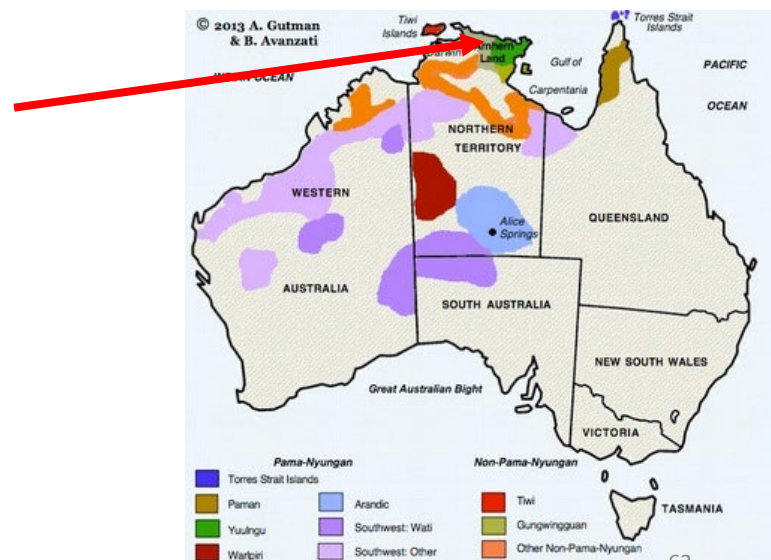 © 2013 A. Gutman
& B. Avanzati
Tiwi
Islands
Torres Strait
Islands
Land
Gulf of
Carpentaria
PACIFIC
OCEAN
OCEAN
NORTHERN
TERRITORY
WESTERN
AUSTRALIA
Alice
Springs
QUEENSLAND
SOUTH AUSTRALIA
NEW SOUTH WALES
Great Australian Bight
VICTORIA
TASMANIA
Pama-Nyungan
Non-Pama-Nyungan
Torres Strait Islands
Paman
Arandic
Tiwi
Yuulngu
Southwest: Wati
Gungwingguan
Warlpiri
Southwest: Other
Other Non-Pama-Nyungan